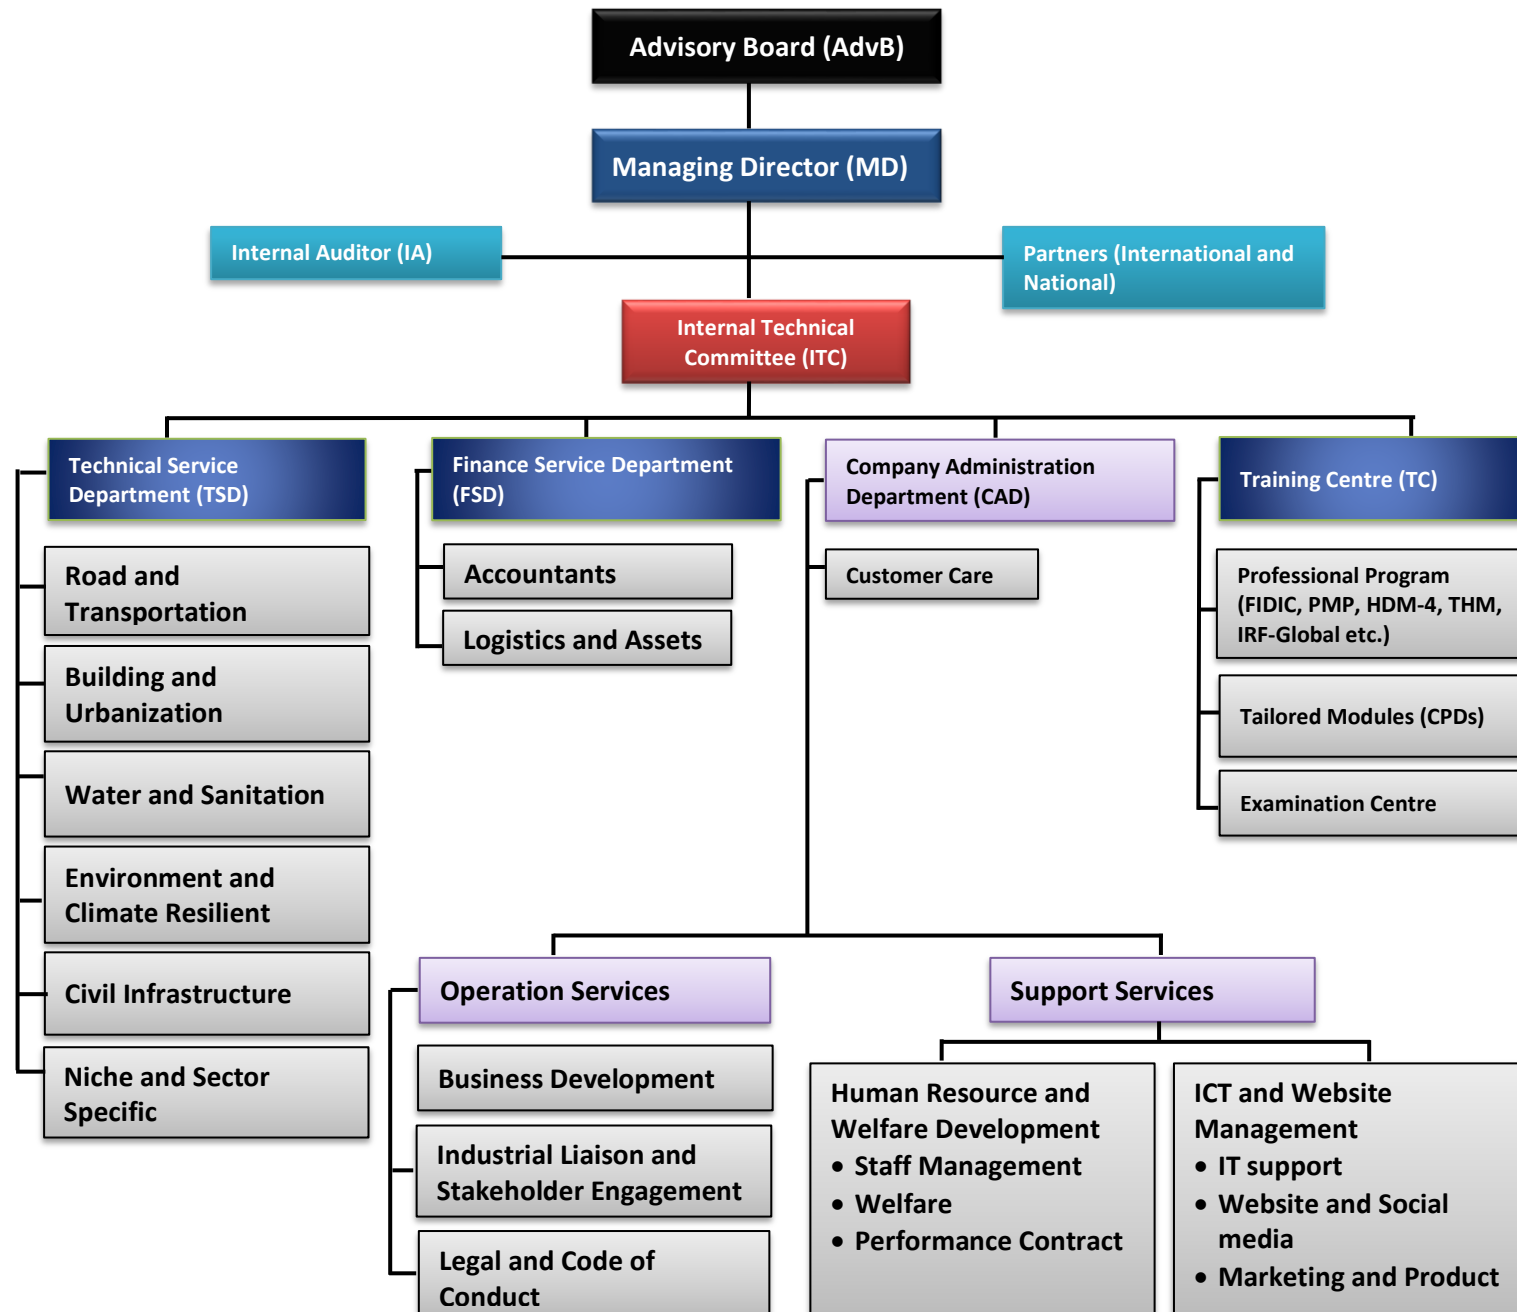 Advisory Board (AdvB)
Managing Director (MD)
Internal Auditor (IA)
Partners (International and
National)
Internal Technical
Committee (ITC)
Technical Service
Department (TSD)
Finance Service Department
(FSD)
Company Administration
Department (CAD)
Training Centre (TC)
Road and
Transportation
Building and
Urbanization
Water and Sanitation
Environment and
Climate Resilient
Civil Infrastructure
Niche and Sector
Specific
Accountants
Logistics and Assets
Customer Care
Professional Program
(FIDIC, PMP, HDM-4, THM,
IRF-Global etc.)
Tailored Modules (CPDs)
Examination Centre
Operation Services
Business Development
Industrial Liaison and
Stakeholder Engagement
Legal and Code of
Conduct
Support Services
Human Resource and
Welfare Development
• Staff Management
• Welfare
• Performance Contract
ICT and Website
Management
• IT support
• Website and Social
media
• Marketing and Product